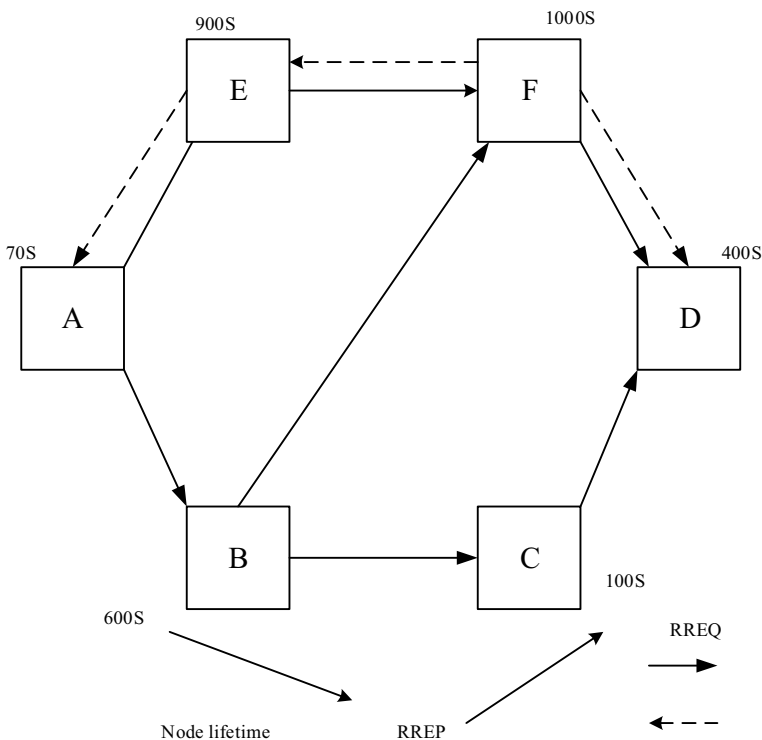 900S
1000S
E
F
70S
400S
A
D
B
C
100S
600S
RREQ
Node lifetime
RREP